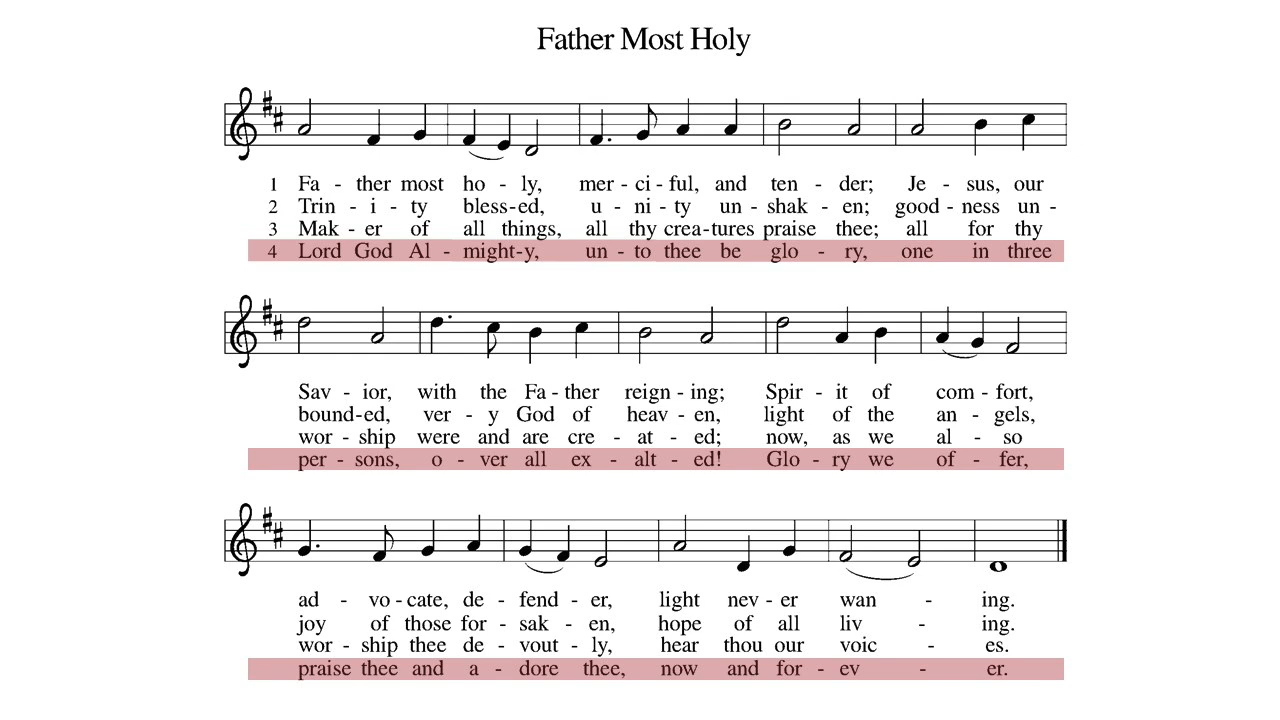 Father Most Holy
1 Fa - ther most ho - ly, mer - ci - ful, and ten - der; Je - sus, our
2 Trin - i - ty bless - ed, u - ni - ty un - shak - en; good - ness un -
3 Mak - er of all things, all thy crea - tures praise thee; all for thy
4 Lord God Al - might - y, un - to thee be glo - ry, one in three
Sav - ior, with the Fa - ther reign - ing; Spir - it of com - fort,
bound - ed, ver - y God of heav - en, light of the an - gels,
wor - ship were and are cre - at - ed; now, as we al - so
per - sons, o - ver all ex - alt - ed! Glo - ry we of - fer,
ad - vo - cate, de - fend - er, light nev - er wan - ing.
joy of those for - sak - en, hope of all liv - ing.
wor - ship thee de - vout - ly, hear thou our voic - es.
praise thee and a - dore thee, now and for - ev - er.